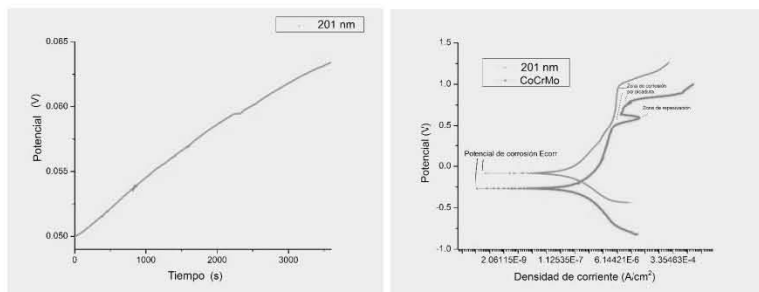 201 nm
0.065
0.060
0.055
0.050
Potencial (V)
0
1000
2000
3000
Tiempo (s)
1.5
1.0
0.5
0.0
-0.5
-1.0
Potencial (V)
201 nm
CoCrMo
Zona de corrosión
por picadura
Zona de repasivación
Potencial de corrosión Ecorr
2.06115E-9
1.12535E-7
6.14421E-6
3.35463E-4
Densidad de corriente (A/cm²)